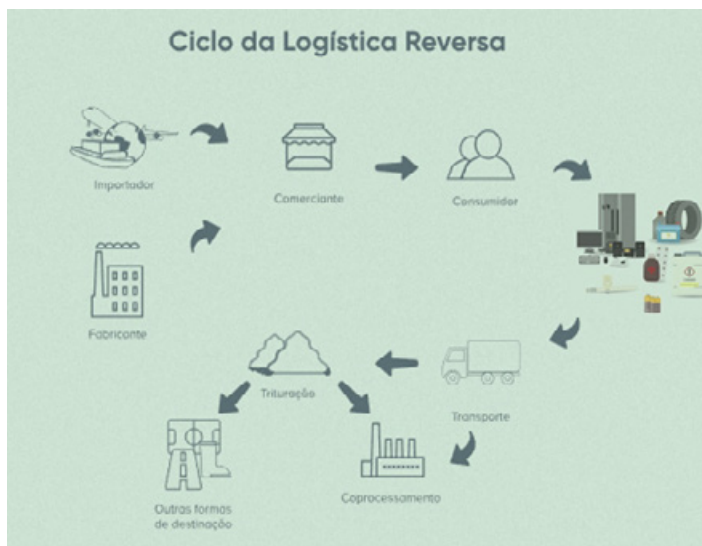 Ciclo da Logística Reversa
Importador
Comerciante
Consumidor
Fabricante
Trituração
Transporte
Outras formas
de destinação
Coprocessamento